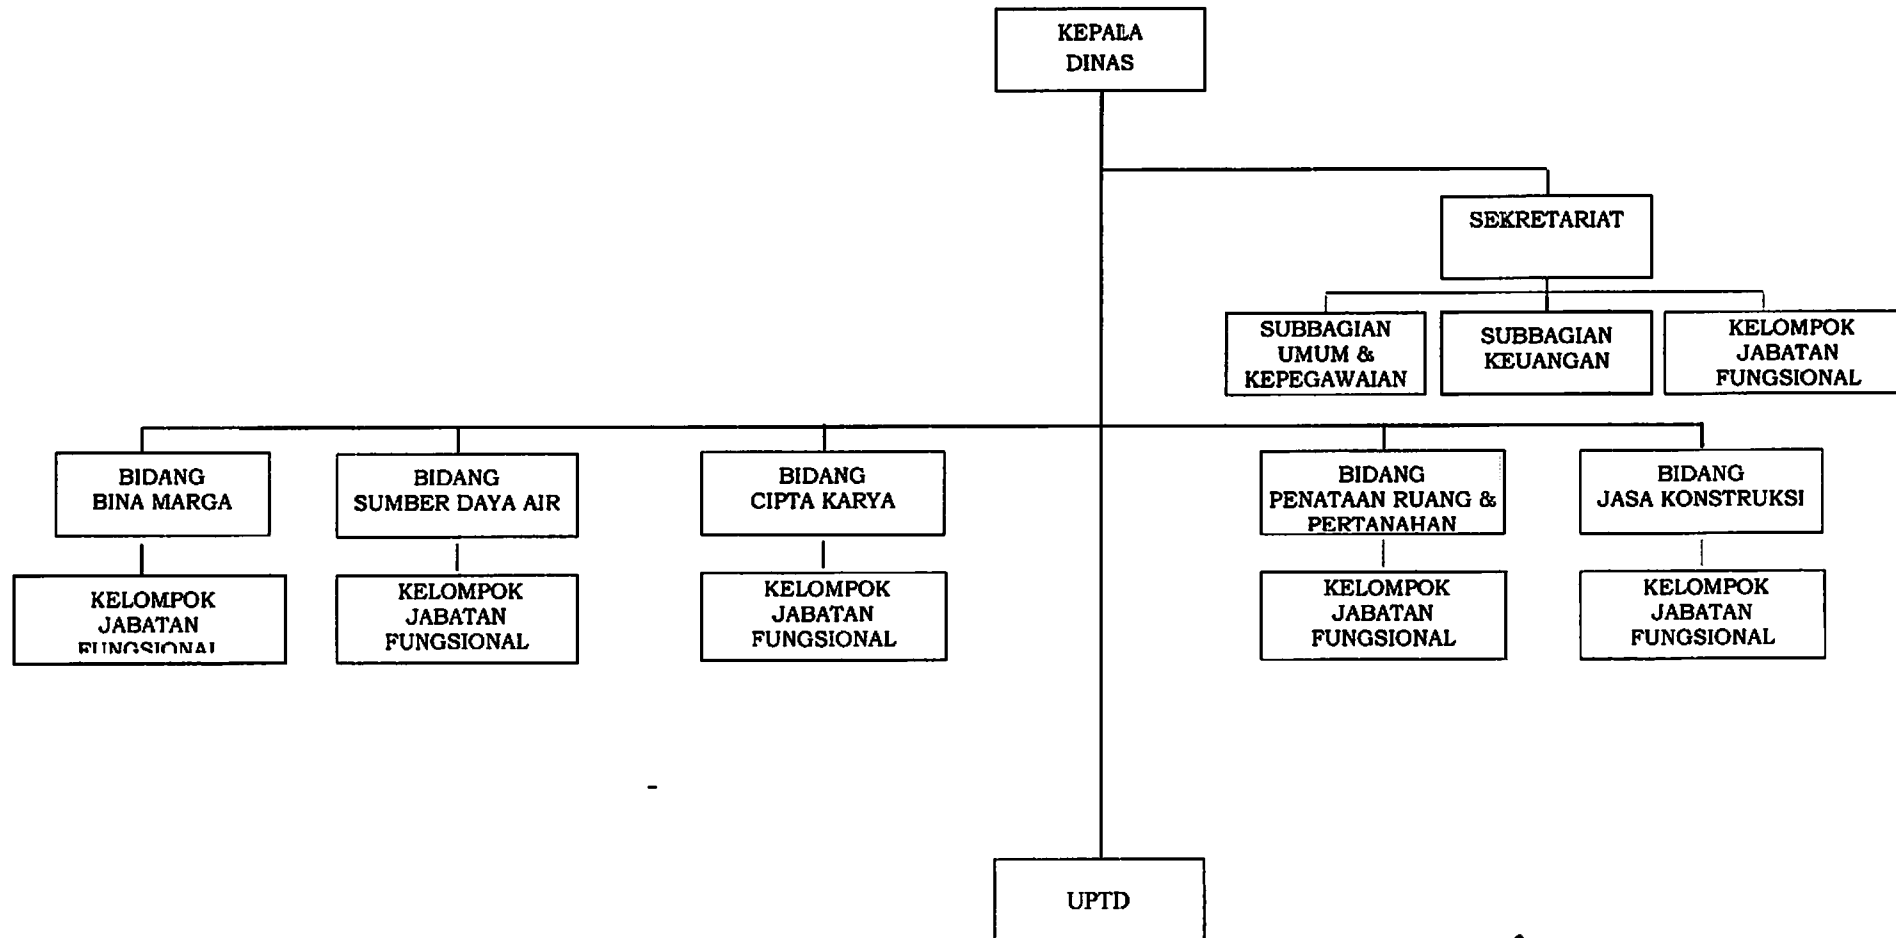 KEPALA
DINAS
SEKRETARIAT
SUBBAGIAN
UMUM &
KEPEGAWAIAN
SUBBAGIAN
KEUANGAN
KELOMPOK
JABATAN
FUNGSIONAL
BIDANG
BINA MARGA
BIDANG
SUMBER DAYA AIR
BIDANG
CIPTA KARYA
BIDANG
PENATAAN RUANG &
PERTANAHAN
BIDANG
JASA KONSTRUKSI
KELOMPOK
JABATAN
FUNGSIONAL
KELOMPOK
JABATAN
FUNGSIONAL
KELOMPOK
JABATAN
FUNGSIONAL
KELOMPOK
JABATAN
FUNGSIONAL
KELOMPOK
JABATAN
FUNGSIONAL
UPTD